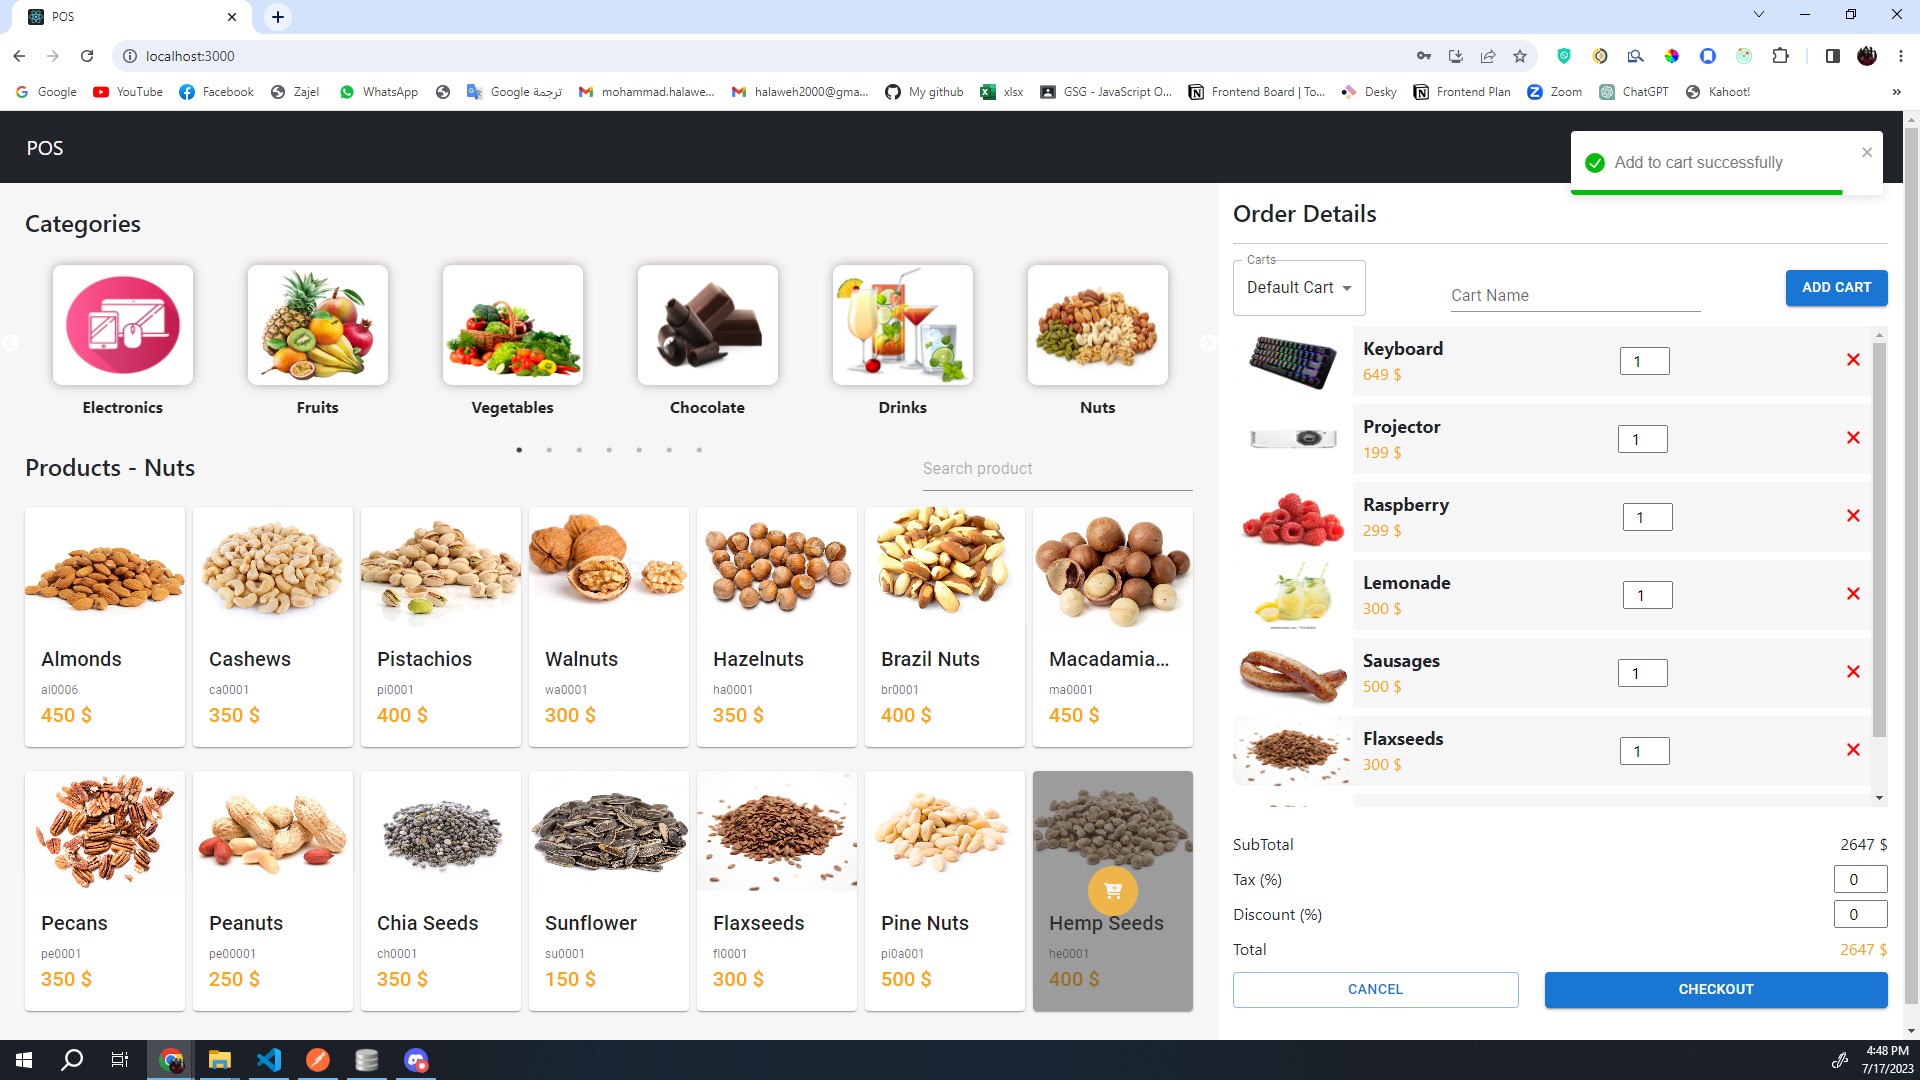 POS
localhost:3000
Google
YouTube
Facebook
Zajel
WhatsApp
Google ترجمة
mohammad.halawe...
halaweh2000@gma...
My github
xlsx
GSG - JavaScript O...
Frontend Board | To...
Desky
Frontend Plan
Zoom
ChatGPT
Kahoot!
»
POS
Add to cart successfully
Categories
Electronics
Fruits
Vegetables
Chocolate
Drinks
Nuts
Products - Nuts
Search product
Almonds
al0006
450 $
Cashews
ca0001
350 $
Pistachios
pi0001
400 $
Walnuts
wa0001
300 $
Hazelnuts
ha0001
350 $
Brazil Nuts
br0001
400 $
Macadamia...
ma0001
450 $
Pecans
pe0001
350 $
Peanuts
pe00001
250 $
Chia Seeds
ch0001
350 $
Sunflower
su0001
150 $
Flaxseeds
fl0001
300 $
Pine Nuts
pi0a001
500 $
Hemp Seeds
he0001
400 $
Order Details
Carts
Default Cart
Cart Name
ADD CART
Keyboard
649 $
1
Projector
199 $
1
Raspberry
299 $
1
Lemonade
300 $
1
Sausages
500 $
1
Flaxseeds
300 $
1
SubTotal
2647 $
Tax (%)
0
Discount (%)
0
Total
2647 $
CANCEL
CHECKOUT
4:48 PM
7/17/2023